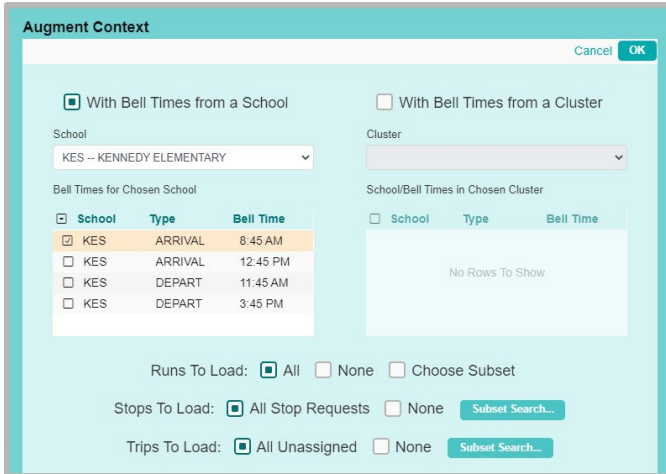 Augment Context
Cancel OK
With Bell Times from a School
With Bell Times from a Cluster
School
Cluster
KES -- KENNEDY ELEMENTARY
Bell Times for Chosen School
School/Bell Times in Chosen Cluster
School Type Bell Time
School Type Bell Time
KES ARRIVAL 8:45 AM
KES ARRIVAL 12:45 PM
KES DEPART 11:45 AM
KES DEPART 3:45 PM
No Rows To Show
Runs To Load: All None Choose Subset
Stops To Load: All Stop Requests None Subset Search...
Trips To Load: All Unassigned None Subset Search...